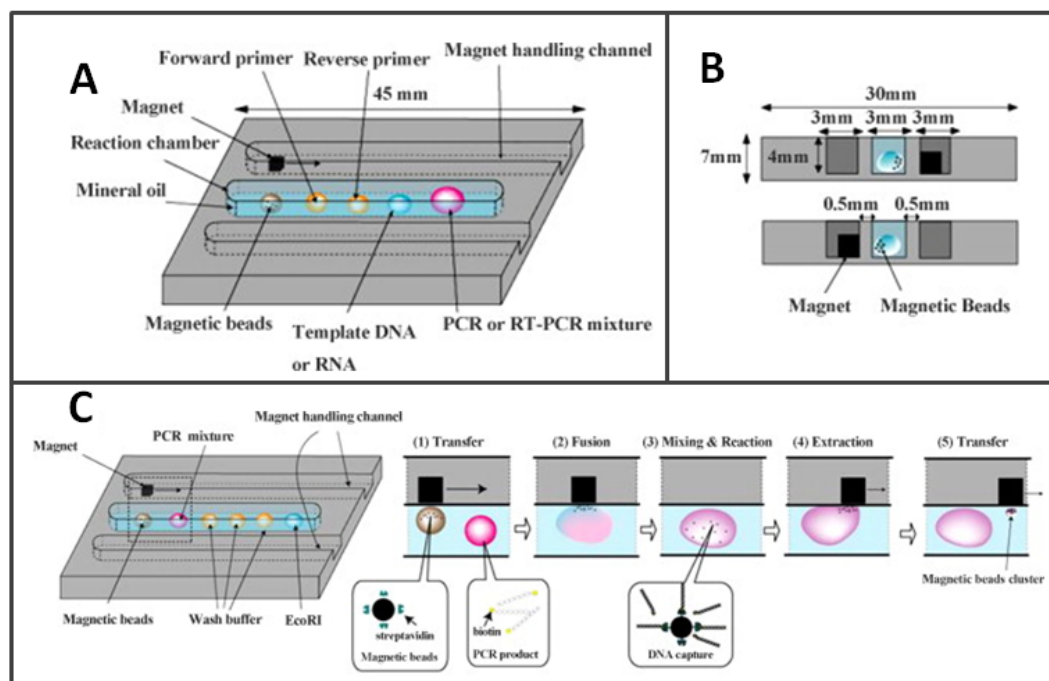 A
Forward primer
Reverse primer
Magnet handling channel
Magnet
45 mm
Reaction chamber
Mineral oil
Magnetic beads
Template DNA
or RNA
PCR or RT-PCR mixture
B
30mm
3mm 3mm 3mm
7mm
4mm
0.5mm 0.5mm
Magnet
Magnetic Beads
C
Magnet handling channel
PCR mixture
Magnet
Magnetic beads
Wash buffer
EcoRI
(1) Transfer
(2) Fusion
(3) Mixing & Reaction
(4) Extraction
(5) Transfer
streptavidin
Magnetic beads
biotin
PCR product
DNA capture
Magnetic beads cluster